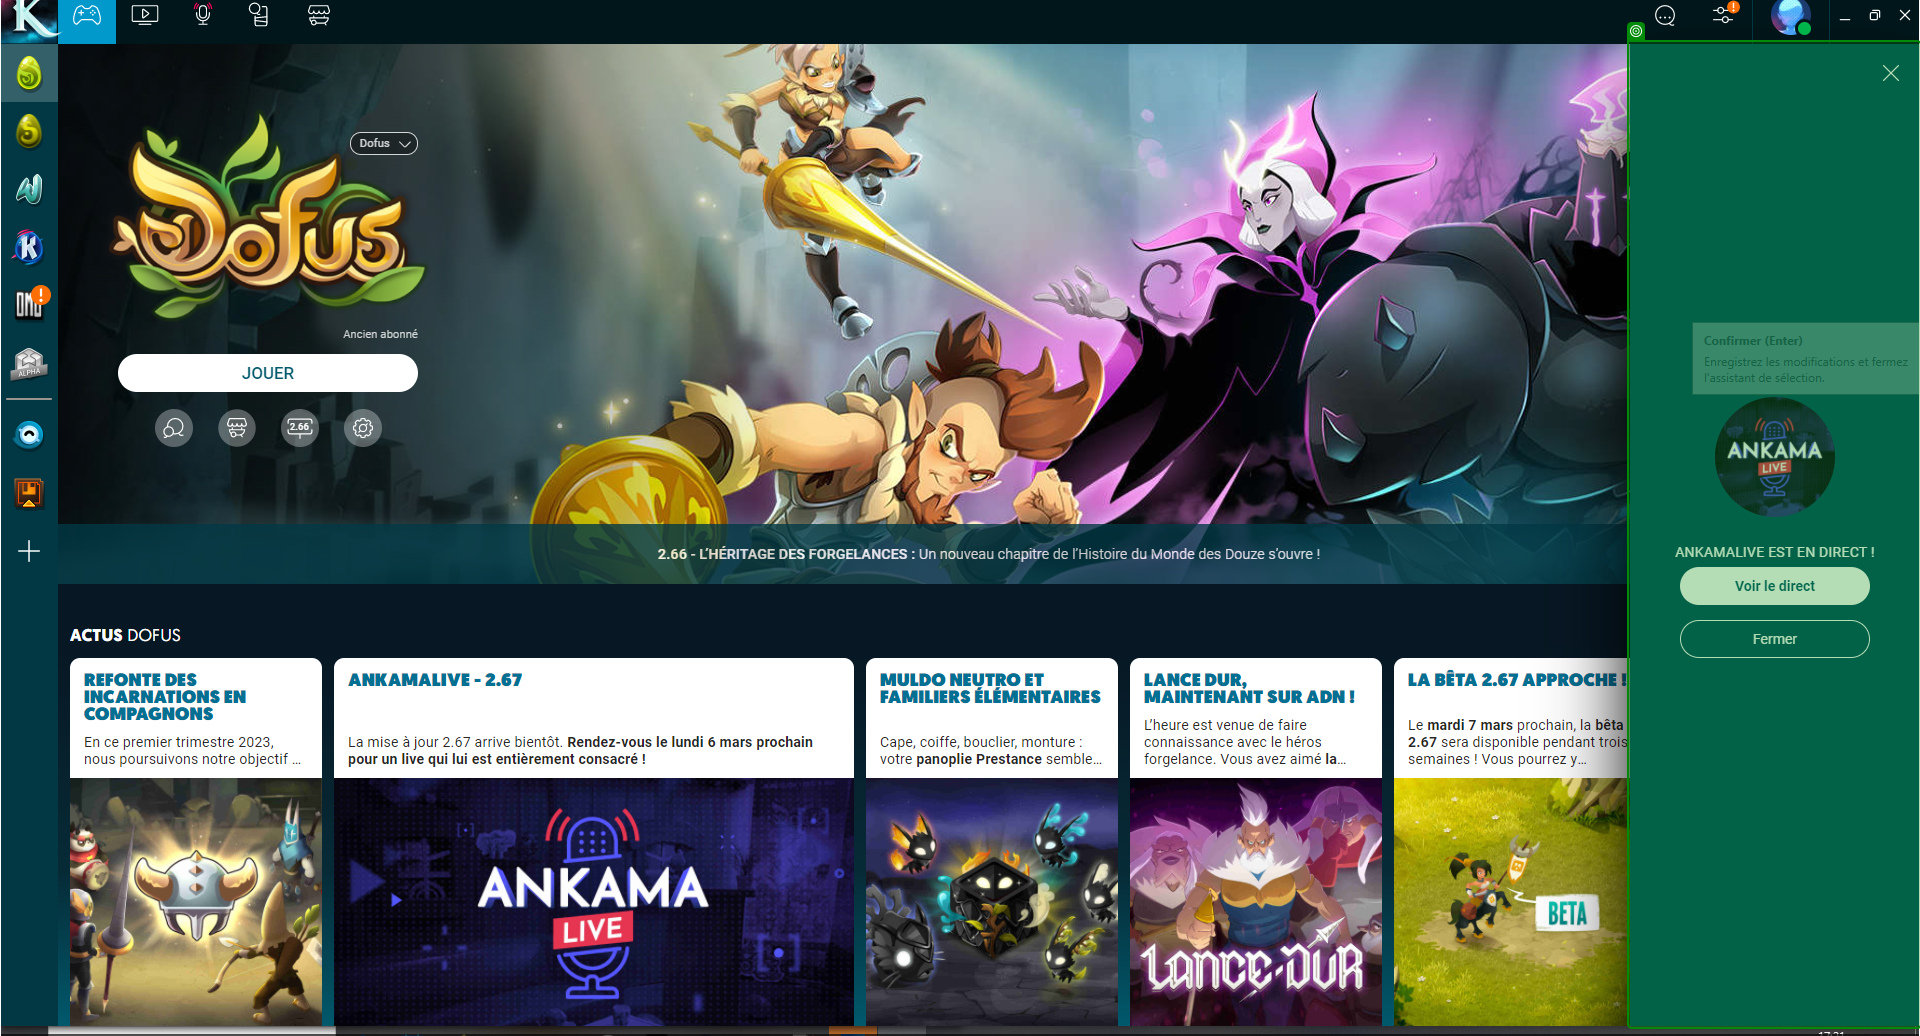 Dofus
DOFUS
Ancien abonné
JOUER
2.66
ALPHA
2.66 - L'HÉRITAGE DES FORGELANCES : Un nouveau chapitre de l'Histoire du Monde des Douze s'ouvre !
ACTUS DOFUS
REFONTE DES
INCARNATIONS EN
COMPAGNONS
En ce premier trimestre 2023,
nous poursuivons notre objectif ...
ANKAMALIVE - 2.67
La mise à jour 2.67 arrive bientôt. Rendez-vous le lundi 6 mars prochain
pour un live qui lui est entièrement consacré !
ANKAMA
LIVE
MULDO NEUTRO ET
FAMILIERS ÉLÉMENTAIRES
Cape, coiffe, bouclier, monture :
votre panoplie Prestance semble...
LANCE DUR,
MAINTENANT SUR ADN !
L'heure est venue de faire
connaissance avec le héros
forgelance. Vous avez aimé la...
LANCE-DUR
LA BÊTA 2.67 APPROCHE !
Le mardi 7 mars prochain, la bêta
2.67 sera disponible pendant trois
semaines ! Vous pourrez y...
BETA
Confirmer (Enter)
Enregistrez les modifications et fermez
l'assistant de sélection.
ANKAMA
LIVE
ANKAMALIVE EST EN DIRECT !
Voir le direct
Fermer